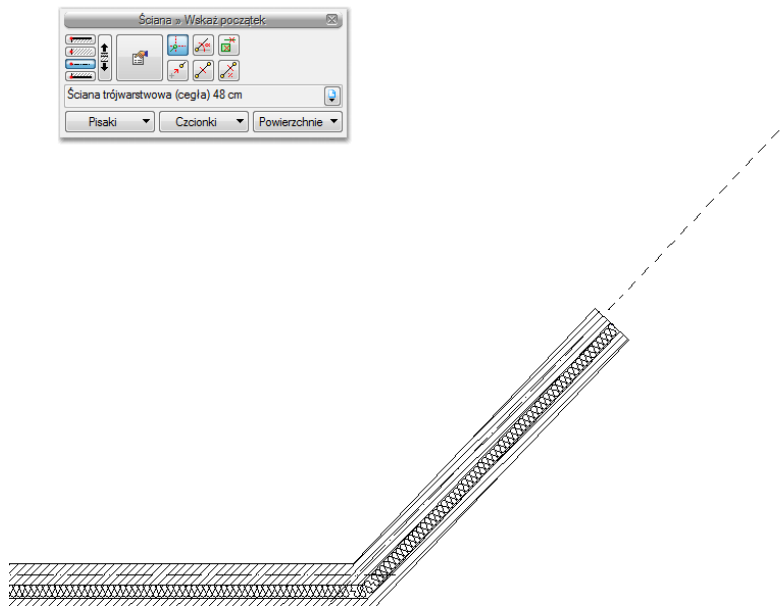 Ściana » Wskaż początek
Ściana trójwarstwowa (cegła) 48 cm
Pisaki
Czcionki
Powierzchnie